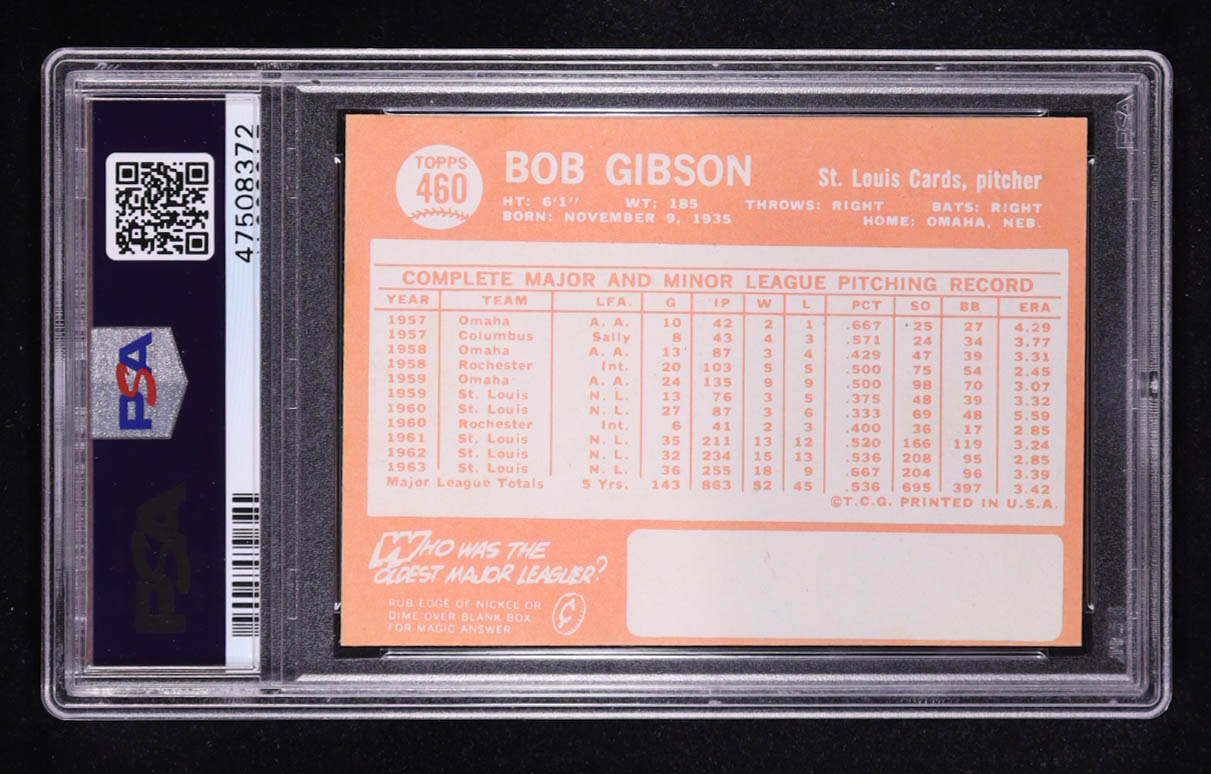 47508372
PSA
PSA
PSA
TOPPS
460
BOB GIBSON
St. Louis Cards, pitcher
HT: 6'1" WT: 185 THROWS: RIGHT BATS: RIGHT
BORN: NOVEMBER 9, 1935 HOME: OMAHA, NEB.
COMPLETE MAJOR AND MINOR LEAGUE PITCHING RECORD
YEAR TEAM LEA. G IP W L PCT SO BB ERA
1957 Omaha A. A. 10 42 2 1 .667 25 27 4.29
1957 Columbus Sally 8 43 4 3 .571 24 34 3.77
1958 Omaha A. A. 13 87 3 4 .429 47 39 3.31
1958 Rochester Int. 20 103 5 5 .500 75 54 2.45
1959 Omaha A. A. 24 135 9 9 .500 98 70 3.07
1959 St. Louis N. L. 13 76 3 5 .375 48 39 3.32
1960 St. Louis N. L. 27 87 3 6 .333 69 48 5.59
1960 Rochester Int. 6 41 2 3 .400 36 17 2.85
1961 St. Louis N. L. 35 211 13 12 .520 166 119 3.24
1962 St. Louis N. L. 32 234 15 13 .536 208 95 2.85
1963 St. Louis N. L. 36 255 18 9 .667 204 96 3.39
Major League Totals 5 Yrs. 143 863 52 45 .536 695 397 3.42
©T.C.G. PRINTED IN U.S.A.
WHO WAS THE
OLDEST MAJOR LEAGUER?
RUB EDGE OF NICKEL OR
DIME OVER BLANK BOX
FOR MAGIC ANSWER
¢